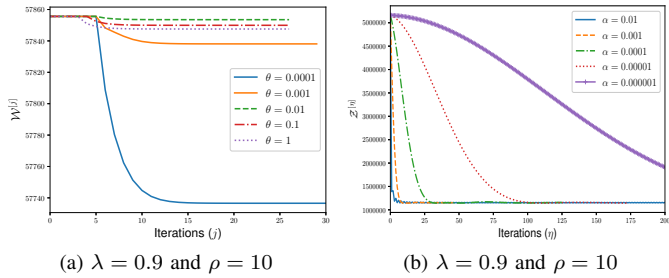 57860
57840
57820
57800
57780
57760
57740
0 5 10 15 20 25 30
Iterations (j)
𝒲[j]
θ = 0.0001
θ = 0.001
θ = 0.01
θ = 0.1
θ = 1
(a) λ = 0.9 and ρ = 10
5000000
4500000
4000000
3500000
3000000
2500000
2000000
1500000
1000000
0 25 50 75 100 125 150 175 200
Iterations (η)
𝒵[η]
α = 0.01
α = 0.001
α = 0.0001
α = 0.00001
α = 0.000001
(b) λ = 0.9 and ρ = 10